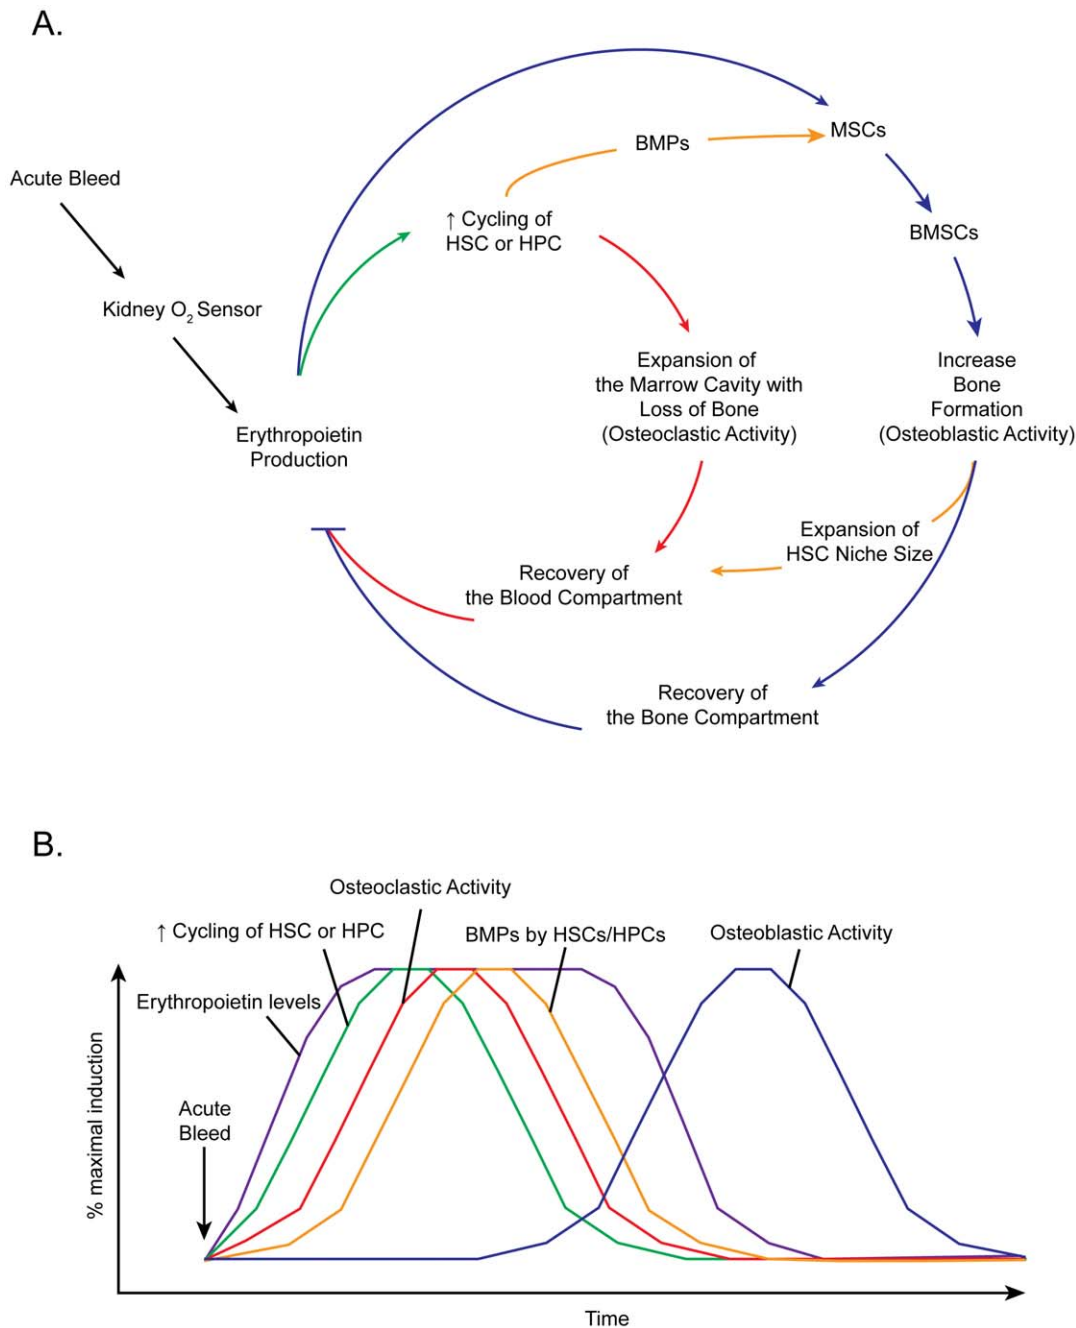 A.
Acute Bleed
Kidney O2 Sensor
Erythropoietin
Production
↑ Cycling of
HSC or HPC
BMPs
MSCs
BMSCs
Expansion of
the Marrow Cavity with
Loss of Bone
(Osteoclastic Activity)
Increase
Bone
Formation
(Osteoblastic Activity)
Expansion of
HSC Niche Size
Recovery of
the Blood Compartment
Recovery of
the Bone Compartment
B.
Osteoclastic Activity
↑ Cycling of HSC or HPC
BMPs by HSCs/HPCs
Osteoblastic Activity
Erythropoietin levels
Acute
Bleed
% maximal induction
Time